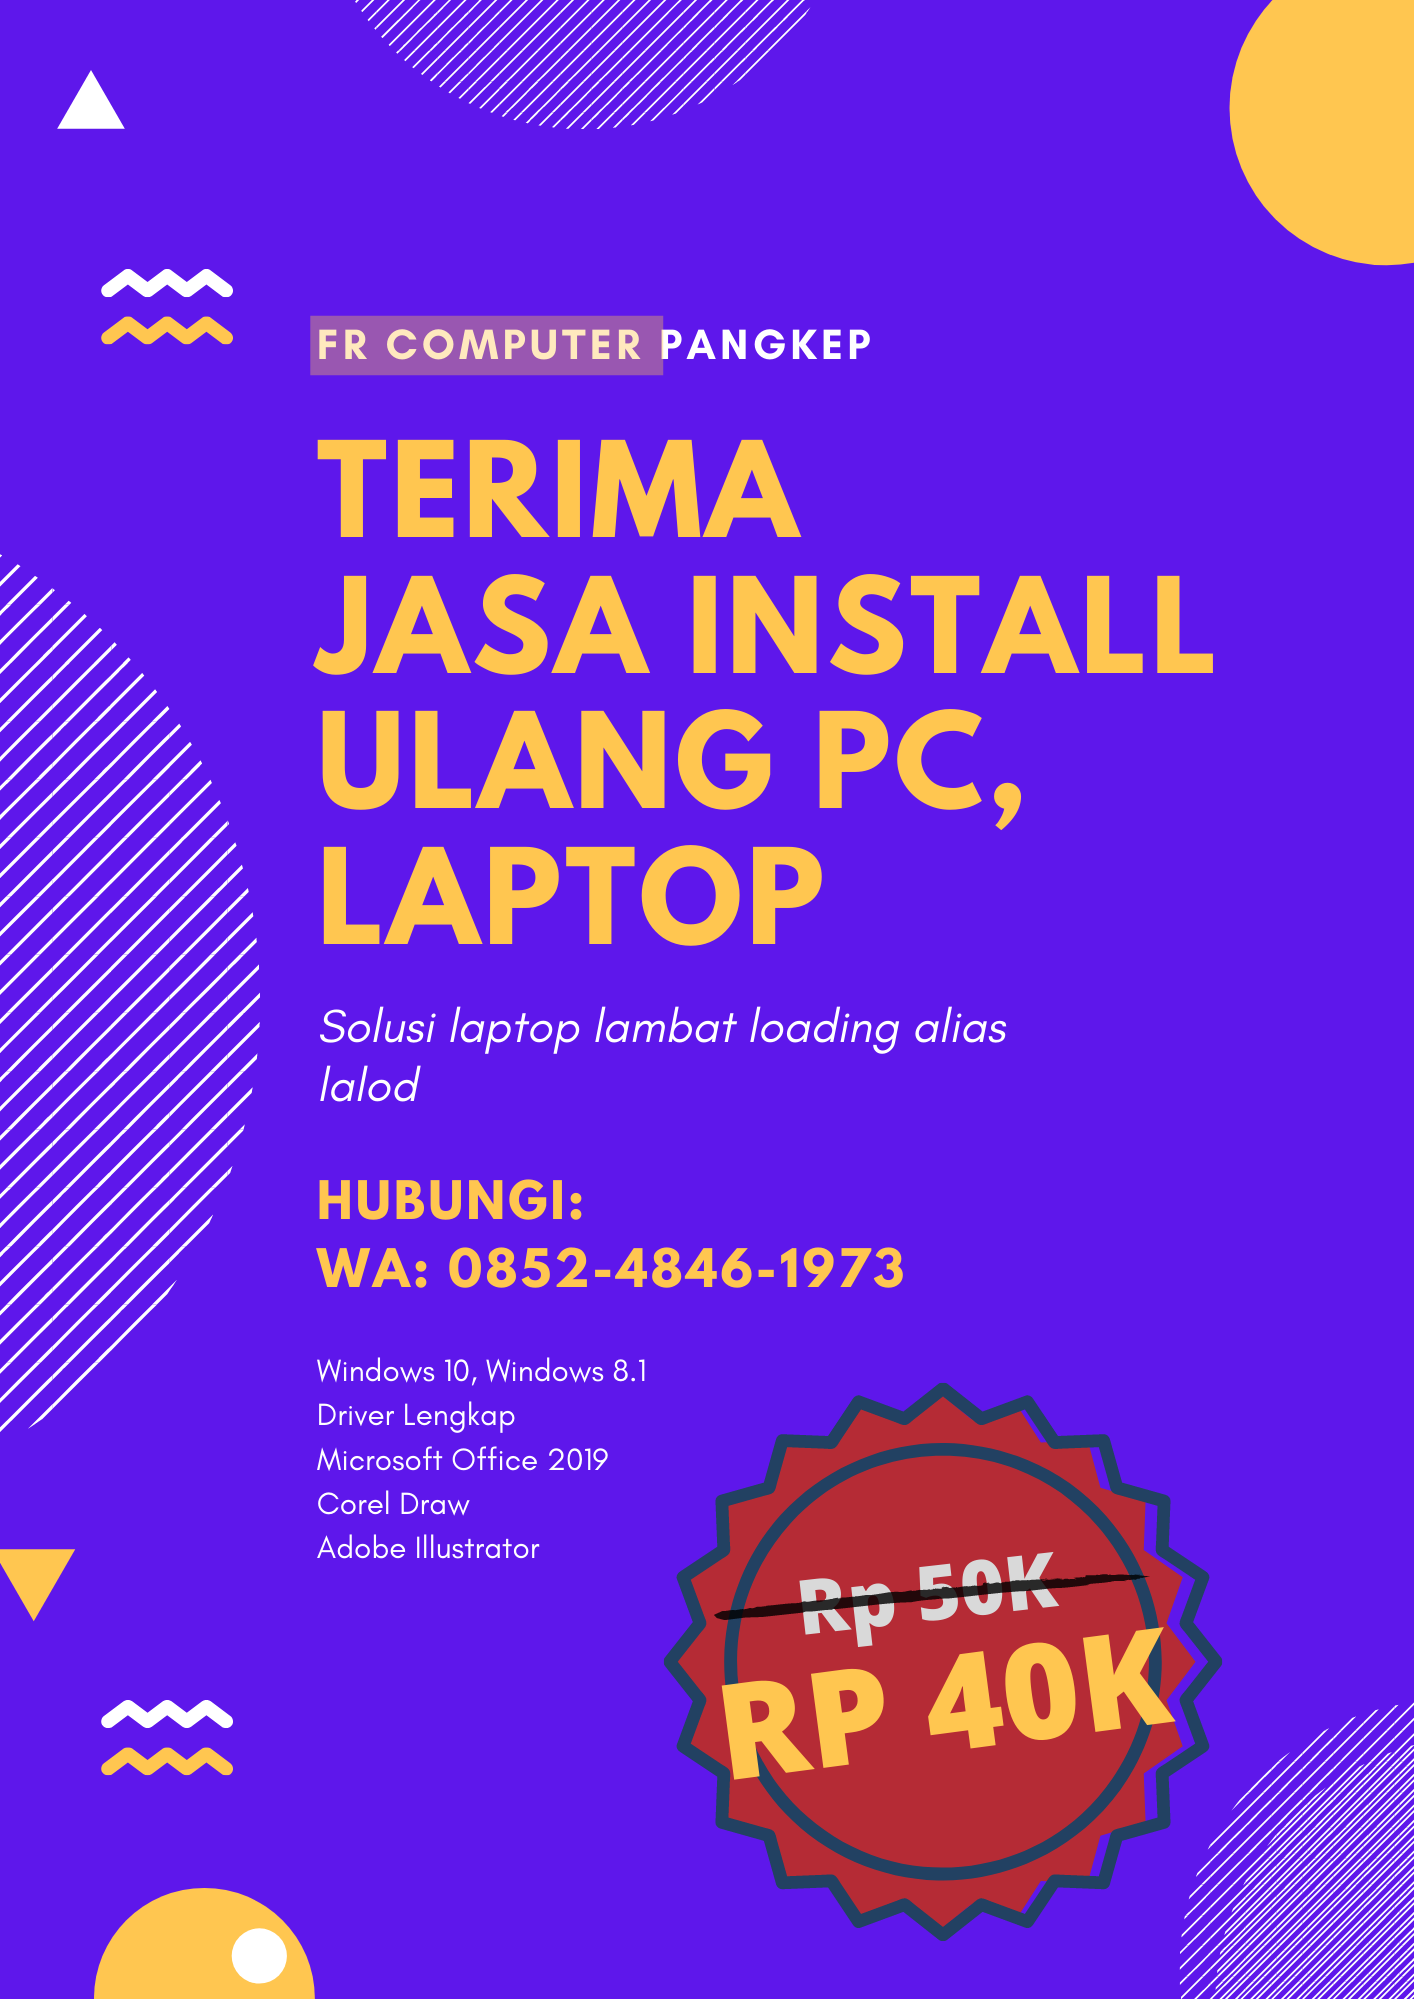 FR COMPUTER PANGKEP
TERIMA
JASA INSTALL
ULANG PC,
LAPTOP
Solusi laptop lambat loading alias
lalod
HUBUNGI:
WA: 0852-4846-1973
Windows 10, Windows 8.1
Driver Lengkap
Microsoft Office 2019
Corel Draw
Adobe Illustrator
Rp 50K
RP 40K